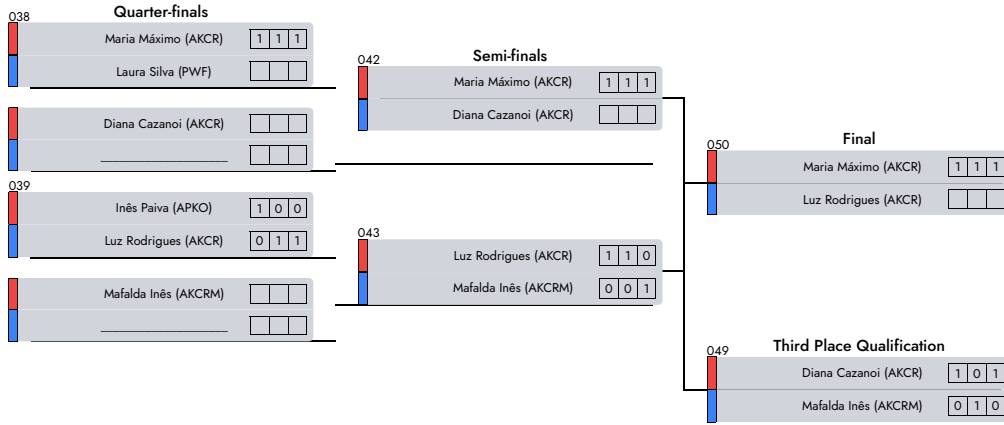 Quarter-finals
038
Maria Máximo (AKCR) 1 1 1
Laura Silva (PWF)
Diana Cazanoi (AKCR)
____________________
039
Inês Paiva (APKO) 1 0 0
Luz Rodrigues (AKCR) 0 1 1
Mafalda Inês (AKCRM)
____________________
Semi-finals
042
Maria Máximo (AKCR) 1 1 1
Diana Cazanoi (AKCR)
043
Luz Rodrigues (AKCR) 1 1 0
Mafalda Inês (AKCRM) 0 0 1
Final
050
Maria Máximo (AKCR) 1 1 1
Luz Rodrigues (AKCR)
Third Place Qualification
049
Diana Cazanoi (AKCR) 1 0 1
Mafalda Inês (AKCRM) 0 1 0